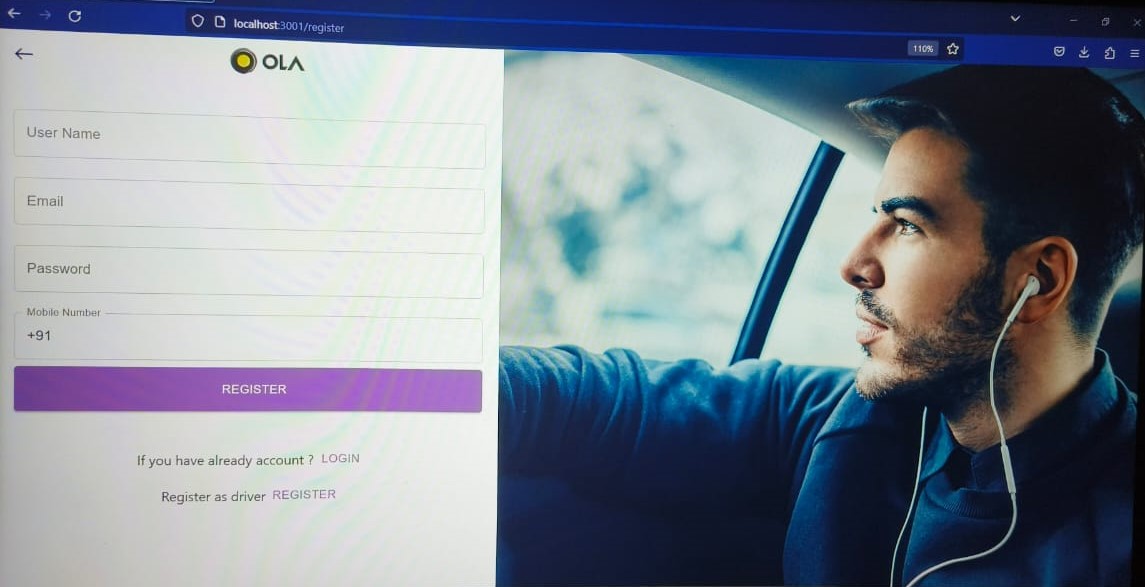 localhost:3001/register
110%
OLA
User Name
Email
Password
Mobile Number
+91
REGISTER
If you have already account ? LOGIN
Register as driver REGISTER